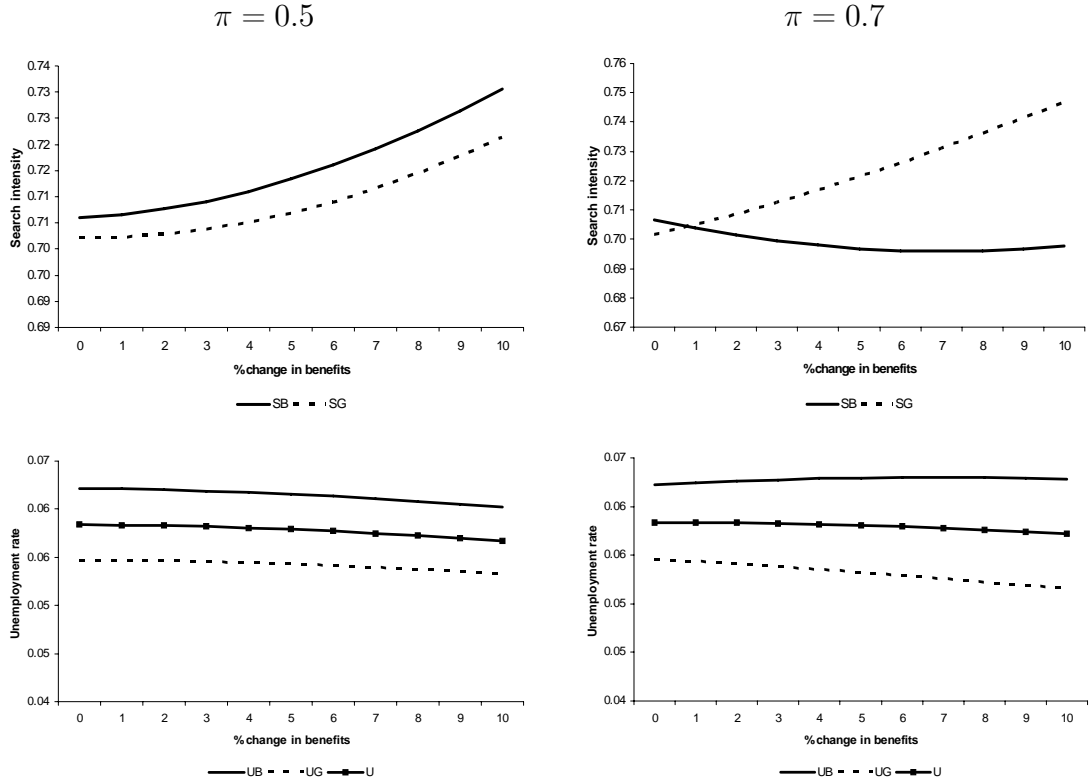 π = 0.5
π = 0.7
0.74
0.73
0.73
0.72
0.72
0.71
0.71
0.70
0.70
0.69
0.69
Search intensity
0 1 2 3 4 5 6 7 8 9 10
%change in benefits
SB SG
0.76
0.75
0.74
0.73
0.72
0.71
0.70
0.69
0.68
0.67
Search intensity
0 1 2 3 4 5 6 7 8 9 10
%change in benefits
SB SG
0.07
0.06
0.06
0.05
0.05
0.04
Unemployment rate
0 1 2 3 4 5 6 7 8 9 10
%change in benefits
UB UG U
0.07
0.06
0.06
0.05
0.05
0.04
Unemployment rate
0 1 2 3 4 5 6 7 8 9 10
%change in benefits
UB UG U